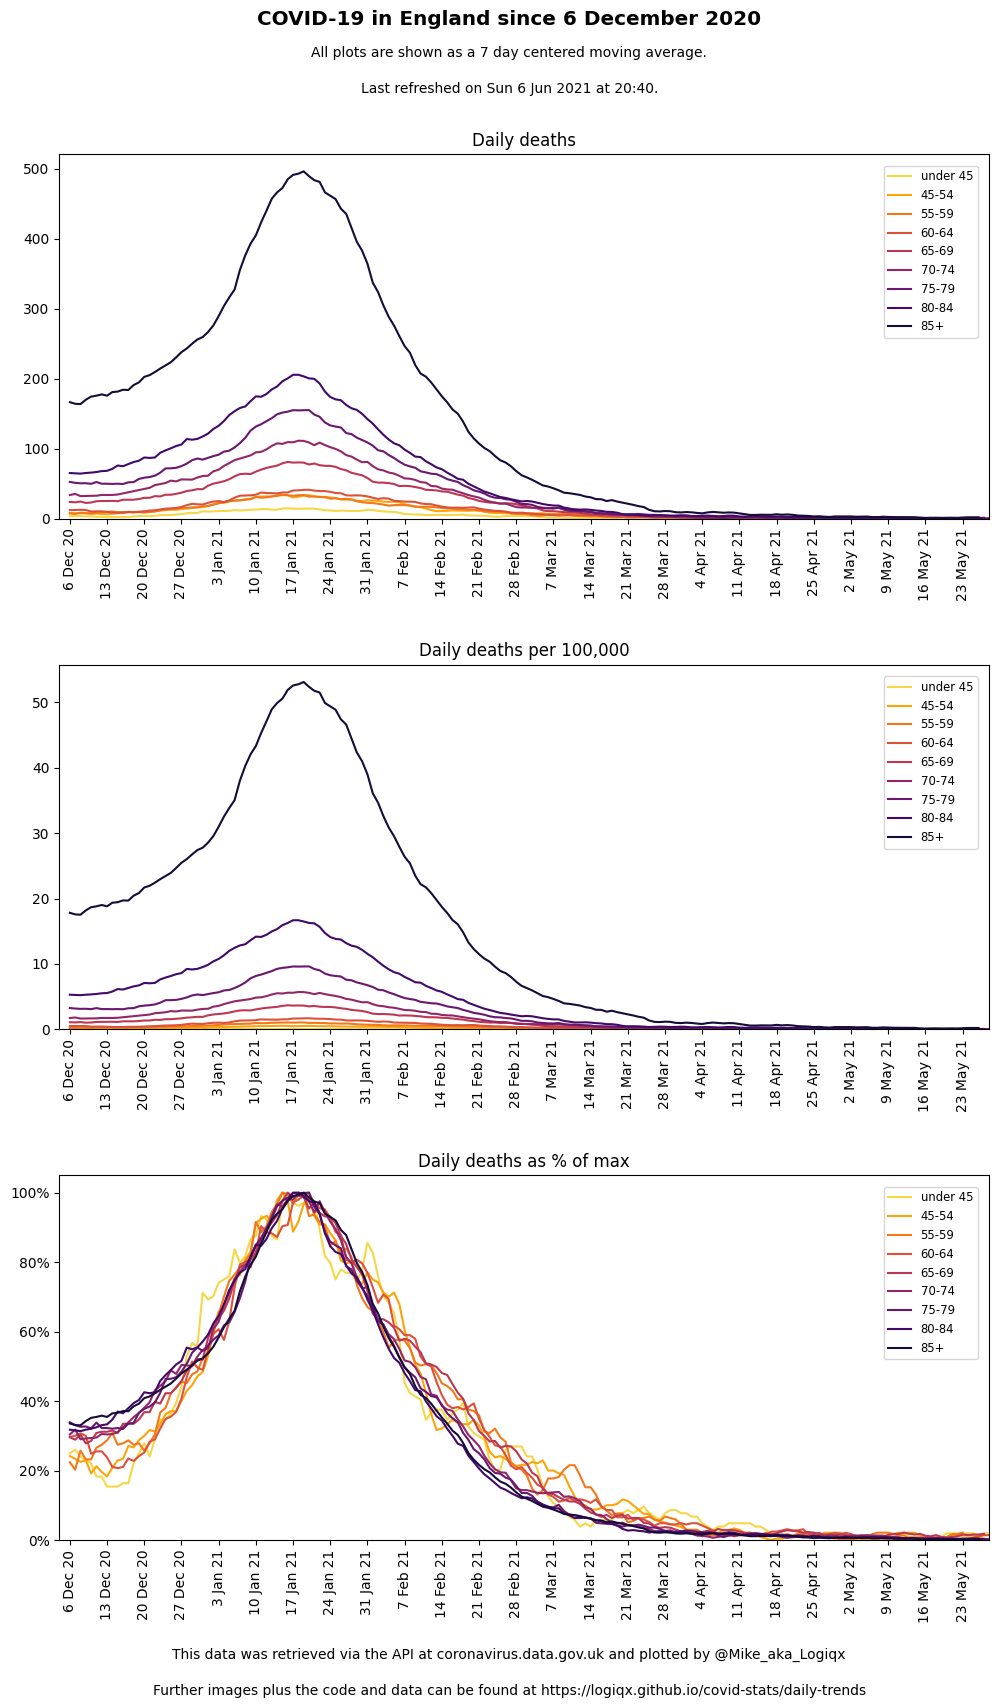 COVID-19 in England since 6 December 2020
All plots are shown as a 7 day centered moving average.
Last refreshed on Sun 6 Jun 2021 at 20:40.
Daily deaths
500
400
300
200
100
0
under 45
45-54
55-59
60-64
65-69
70-74
75-79
80-84
85+
6 Dec 20
13 Dec 20
20 Dec 20
27 Dec 20
3 Jan 21
10 Jan 21
17 Jan 21
24 Jan 21
31 Jan 21
7 Feb 21
14 Feb 21
21 Feb 21
28 Feb 21
7 Mar 21
14 Mar 21
21 Mar 21
28 Mar 21
4 Apr 21
11 Apr 21
18 Apr 21
25 Apr 21
2 May 21
9 May 21
16 May 21
23 May 21
Daily deaths per 100,000
50
40
30
20
10
0
under 45
45-54
55-59
60-64
65-69
70-74
75-79
80-84
85+
6 Dec 20
13 Dec 20
20 Dec 20
27 Dec 20
3 Jan 21
10 Jan 21
17 Jan 21
24 Jan 21
31 Jan 21
7 Feb 21
14 Feb 21
21 Feb 21
28 Feb 21
7 Mar 21
14 Mar 21
21 Mar 21
28 Mar 21
4 Apr 21
11 Apr 21
18 Apr 21
25 Apr 21
2 May 21
9 May 21
16 May 21
23 May 21
Daily deaths as % of max
100%
80%
60%
40%
20%
0%
under 45
45-54
55-59
60-64
65-69
70-74
75-79
80-84
85+
6 Dec 20
13 Dec 20
20 Dec 20
27 Dec 20
3 Jan 21
10 Jan 21
17 Jan 21
24 Jan 21
31 Jan 21
7 Feb 21
14 Feb 21
21 Feb 21
28 Feb 21
7 Mar 21
14 Mar 21
21 Mar 21
28 Mar 21
4 Apr 21
11 Apr 21
18 Apr 21
25 Apr 21
2 May 21
9 May 21
16 May 21
23 May 21
This data was retrieved via the API at coronavirus.data.gov.uk and plotted by @Mike_aka_Logiqx
Further images plus the code and data can be found at https://logiqx.github.io/covid-stats/daily-trends